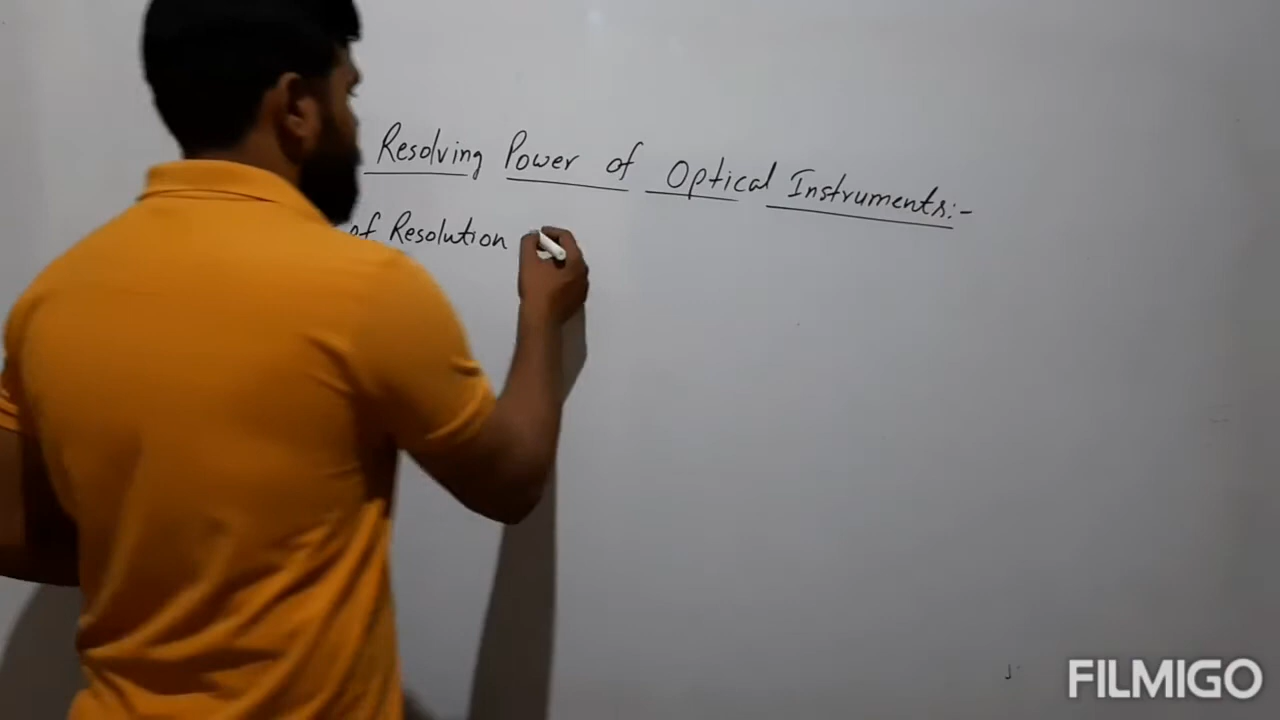 Resolving Power of Optical Instruments:-
of Resolution
FILMIGO